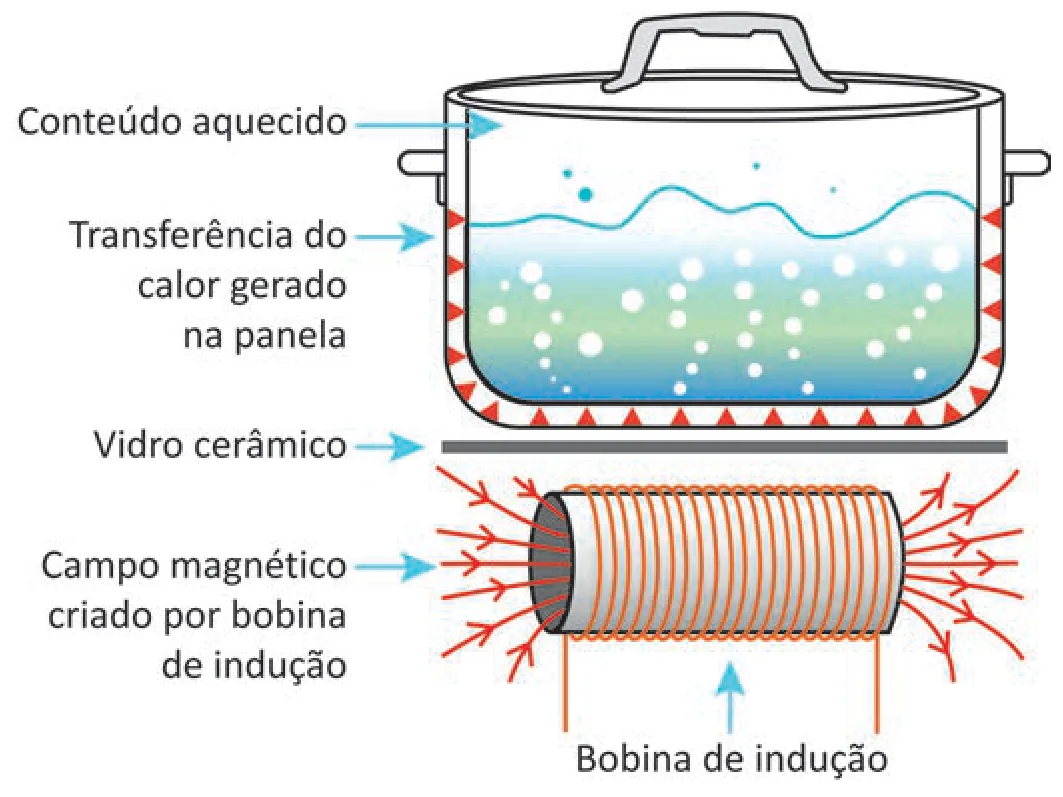 Conteúdo aquecido
Transferência do
calor gerado
na panela
Vidro cerâmico
Campo magnético
criado por bobina
de indução
Bobina de indução